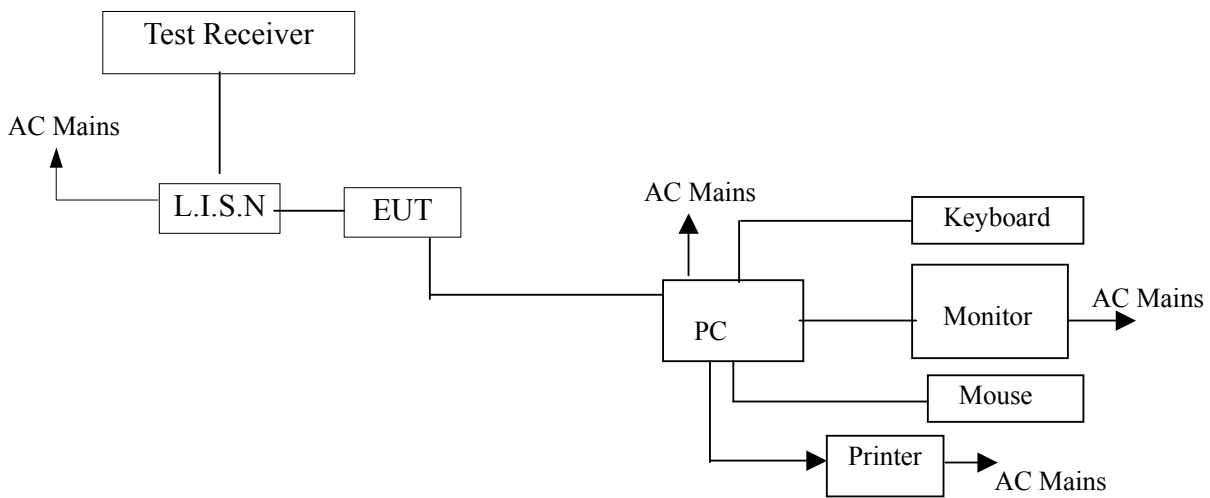 Test Receiver
AC Mains
L.I.S.N
EUT
AC Mains
Keyboard
Monitor
AC Mains
PC
Mouse
Printer
AC Mains